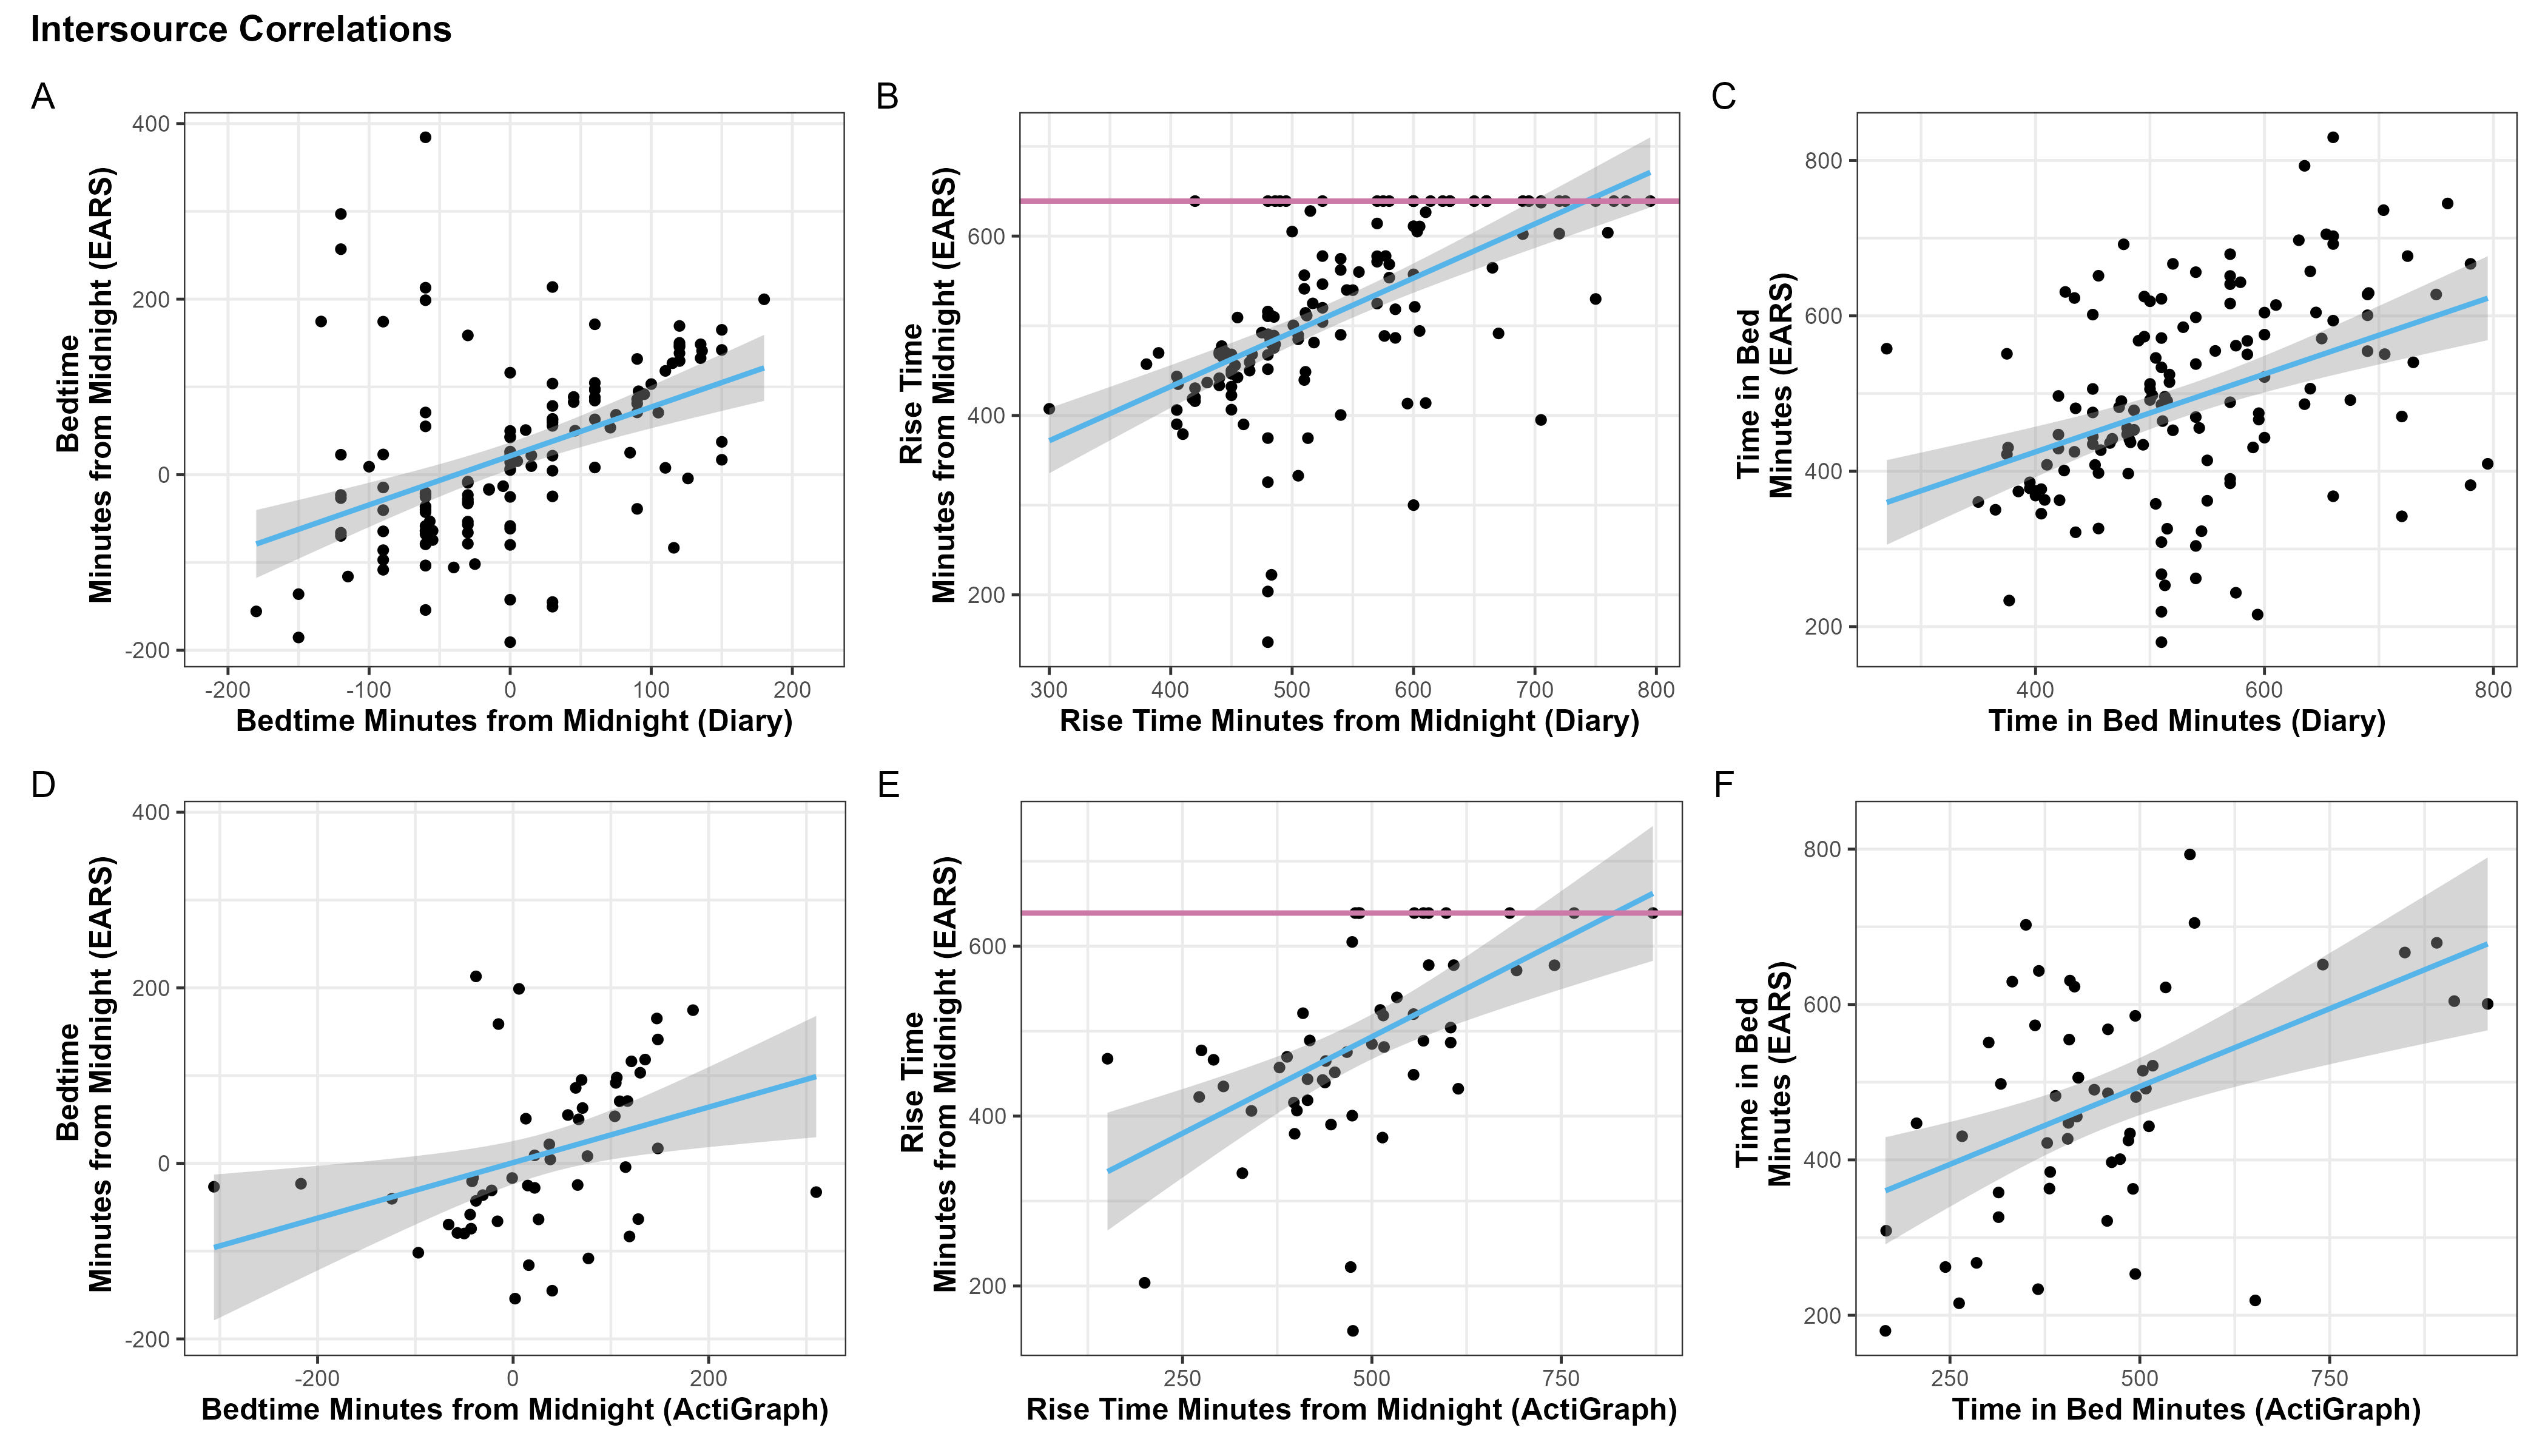 Intersource Correlations
A
Bedtime
Minutes from Midnight (EARS)
400
200
0
-200
-200 -100 0 100 200
Bedtime Minutes from Midnight (Diary)
B
Rise Time
Minutes from Midnight (EARS)
600
400
200
300 400 500 600 700 800
Rise Time Minutes from Midnight (Diary)
C
Time in Bed
Minutes (EARS)
800
600
400
200
400 600 800
Time in Bed Minutes (Diary)
D
Bedtime
Minutes from Midnight (EARS)
400
200
0
-200
-200 0 200
Bedtime Minutes from Midnight (ActiGraph)
E
Rise Time
Minutes from Midnight (EARS)
600
400
200
250 500 750
Rise Time Minutes from Midnight (ActiGraph)
F
Time in Bed
Minutes (EARS)
800
600
400
200
250 500 750
Time in Bed Minutes (ActiGraph)